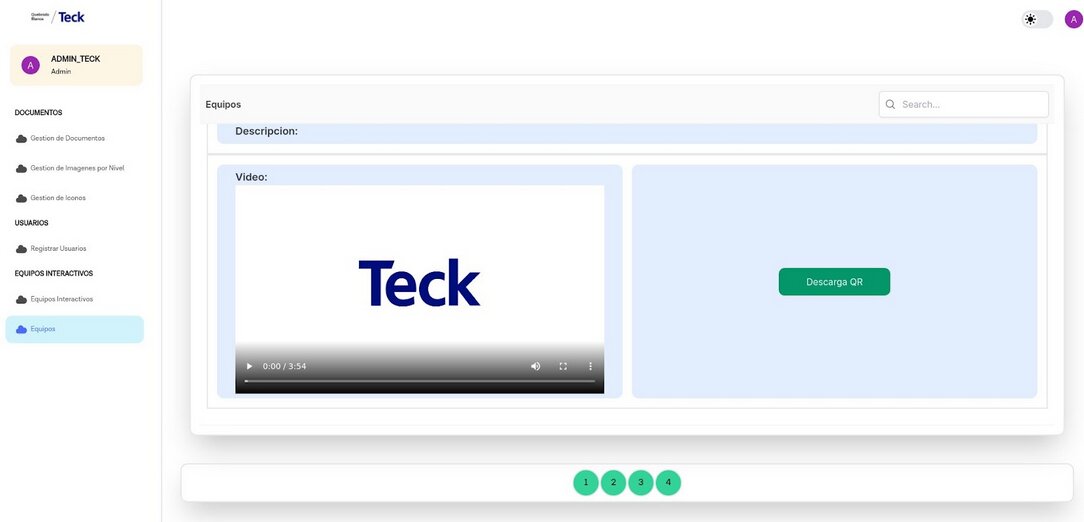 Quebrada
Blanca
Teck
A
ADMIN_TECK
Admin
A
DOCUMENTOS
Gestion de Documentos
Gestion de Imagenes por Nivel
Gestion de Iconos
USUARIOS
Registrar Usuarios
EQUIPOS INTERACTIVOS
Equipos Interactivos
Equipos
Equipos
Search...
Descripcion:
Video:
Teck
0:00 / 3:54
Descarga QR
1 2 3 4